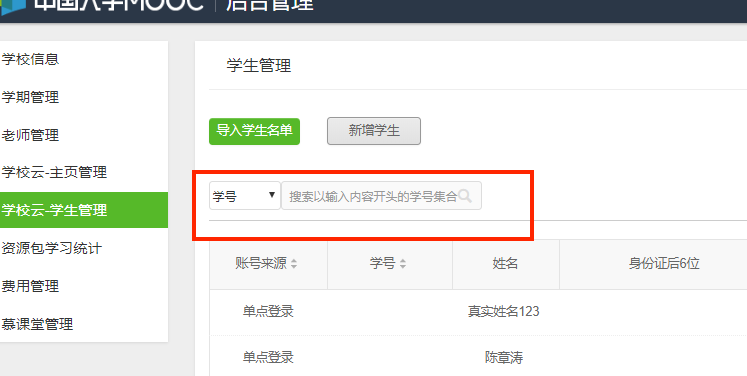 中国大学MOOC 后台管理
学校信息
学期管理
老师管理
学校云-主页管理
学校云-学生管理
资源包学习统计
费用管理
慕课堂管理
学生管理
导入学生名单 新增学生
学号 搜索以输入内容开头的学号集合
账号来源 学号 姓名 身份证后6位
单点登录 真实姓名123
单点登录 陈章涛